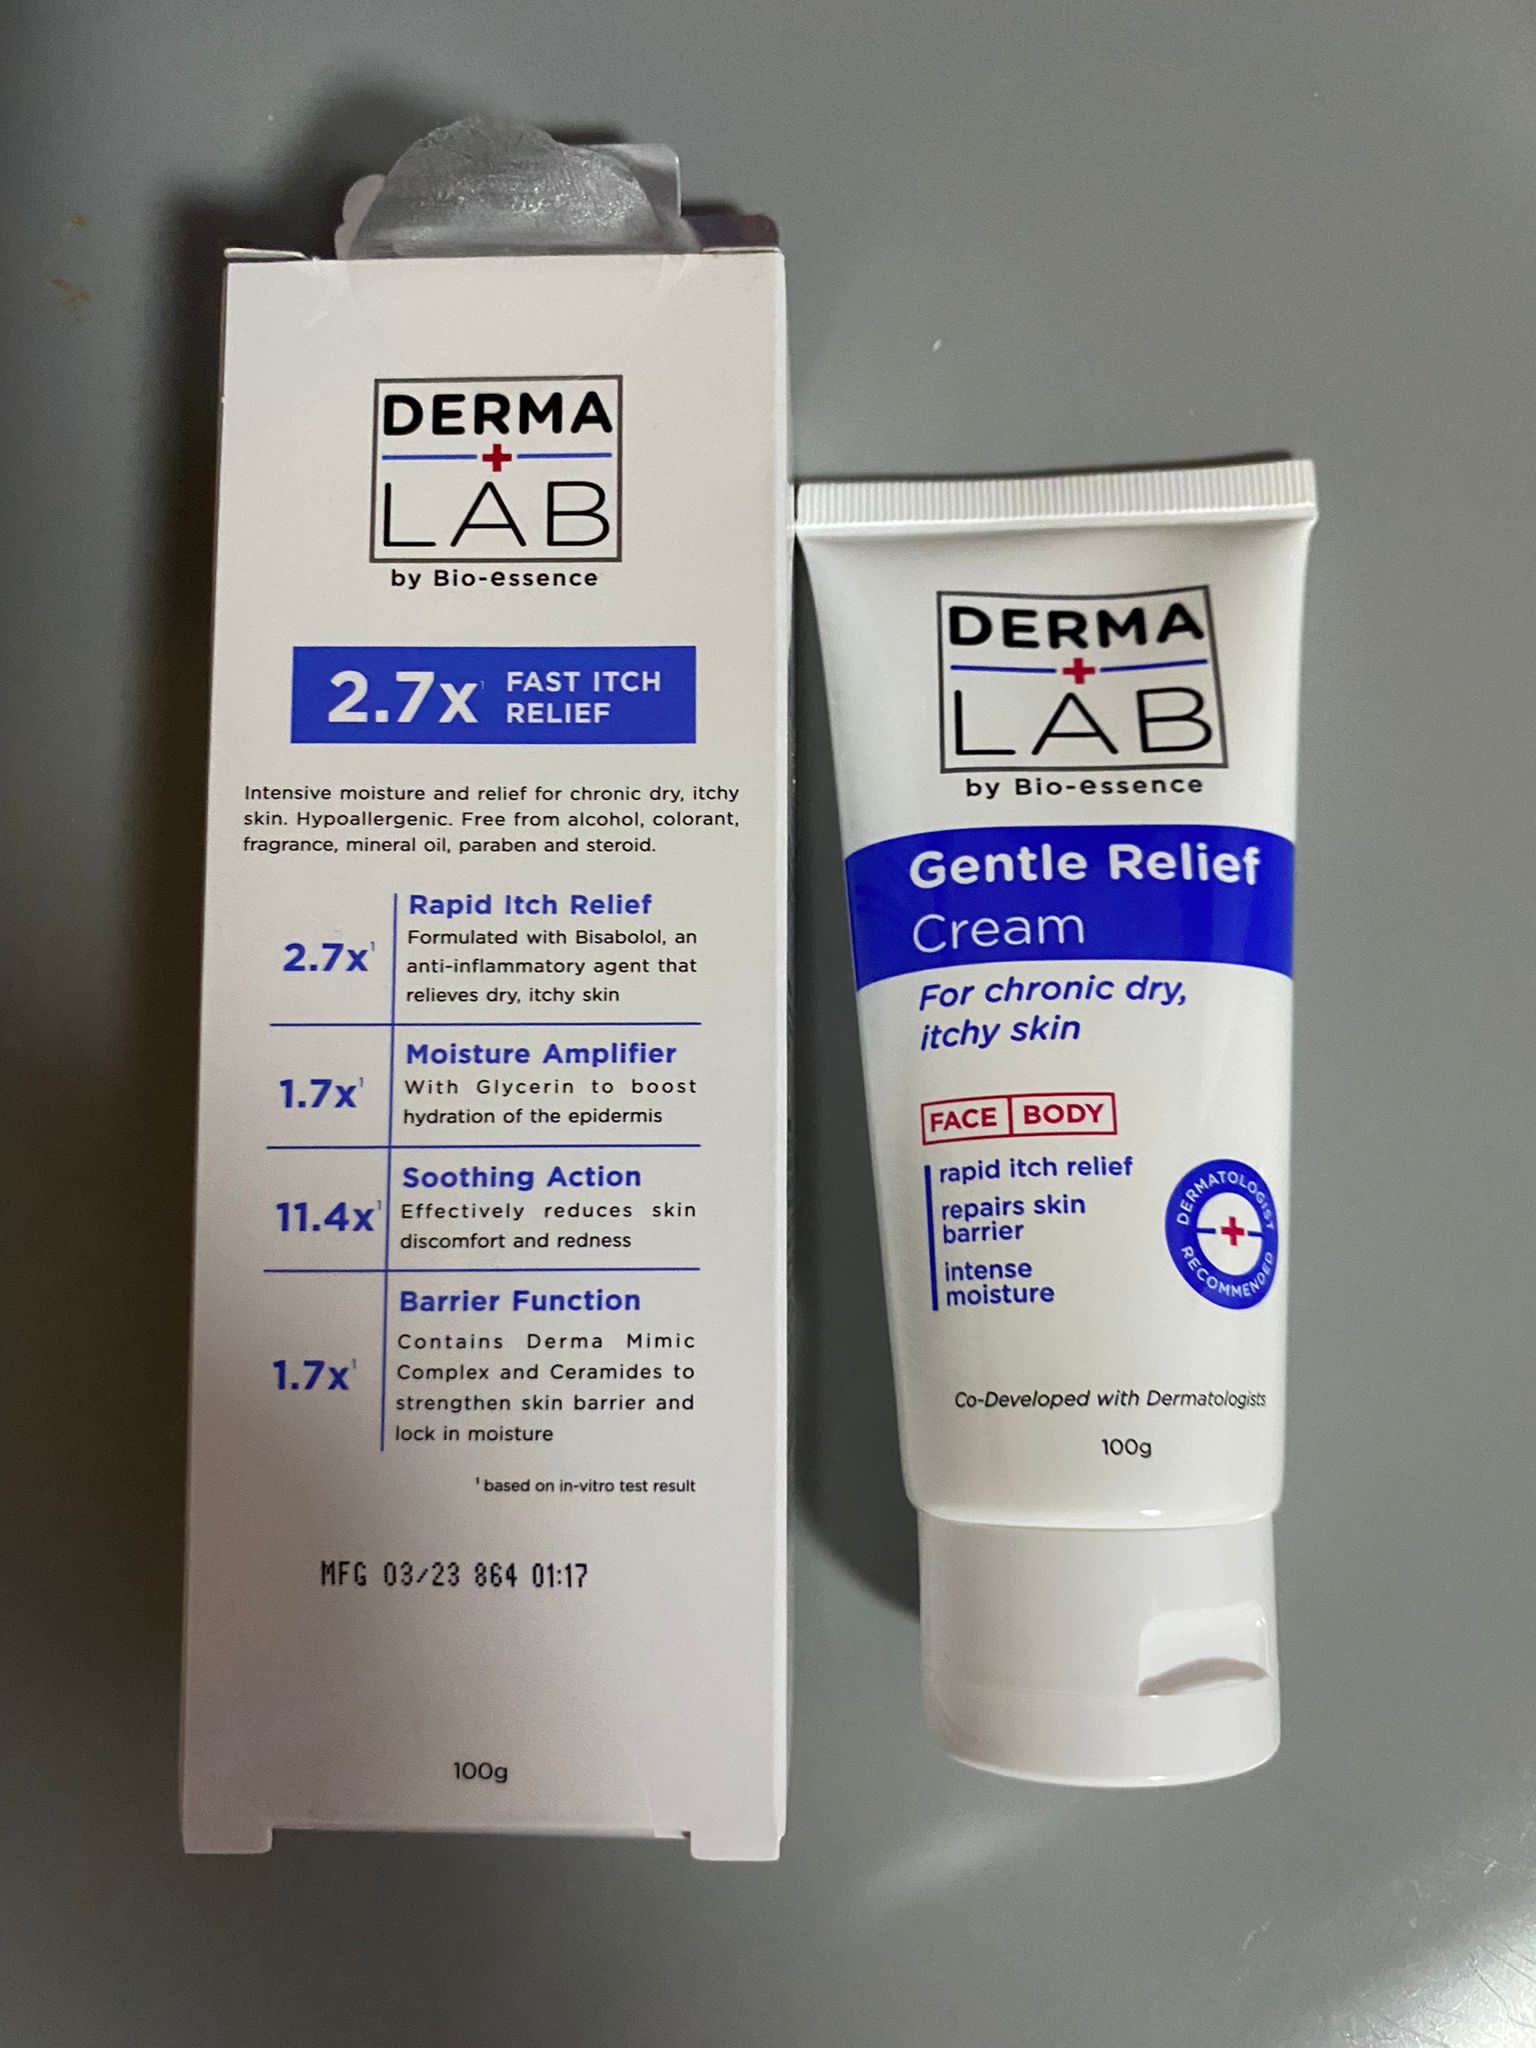 DERMA
LAB
by Bio-essence
2.7x¹ FAST ITCH
RELIEF
Intensive moisture and relief for chronic dry, itchy
skin. Hypoallergenic. Free from alcohol, colorant,
fragrance, mineral oil, paraben and steroid.
2.7x¹
Rapid Itch Relief
Formulated with Bisabolol, an
anti-inflammatory agent that
relieves dry, itchy skin
1.7x¹
Moisture Amplifier
With Glycerin to boost
hydration of the epidermis
11.4x¹
Soothing Action
Effectively reduces skin
discomfort and redness
1.7x¹
Barrier Function
Contains Derma Mimic
Complex and Ceramides to
strengthen skin barrier and
lock in moisture
¹ based on in-vitro test result
MFG 03/23 864 01:17
100g
DERMA
LAB
by Bio-essence
Gentle Relief
Cream
For chronic dry,
itchy skin
FACE BODY
rapid itch relief
repairs skin
barrier
intense
moisture
DERMATOLOGIST
RECOMMENDED
Co-Developed with Dermatologists
100g